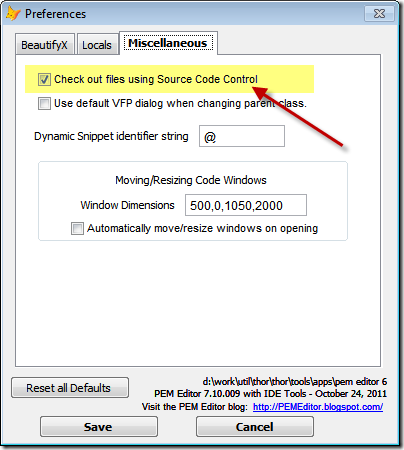 Preferences
BeautifyX Locals Miscellaneous
Check out files using Source Code Control
Use default VFP dialog when changing parent class.
Dynamic Snippet identifier string @
Moving/Resizing Code Windows
Window Dimensions 500,0,1050,2000
Automatically move/resize windows on opening
Reset all Defaults
d:\work\util\thor\thor\tools\apps\pem editor 6
PEM Editor 7.10.009 with IDE Tools - October 24, 2011
Visit the PEM Editor blog: http://PEMEditor.blogspot.com/
Save Cancel